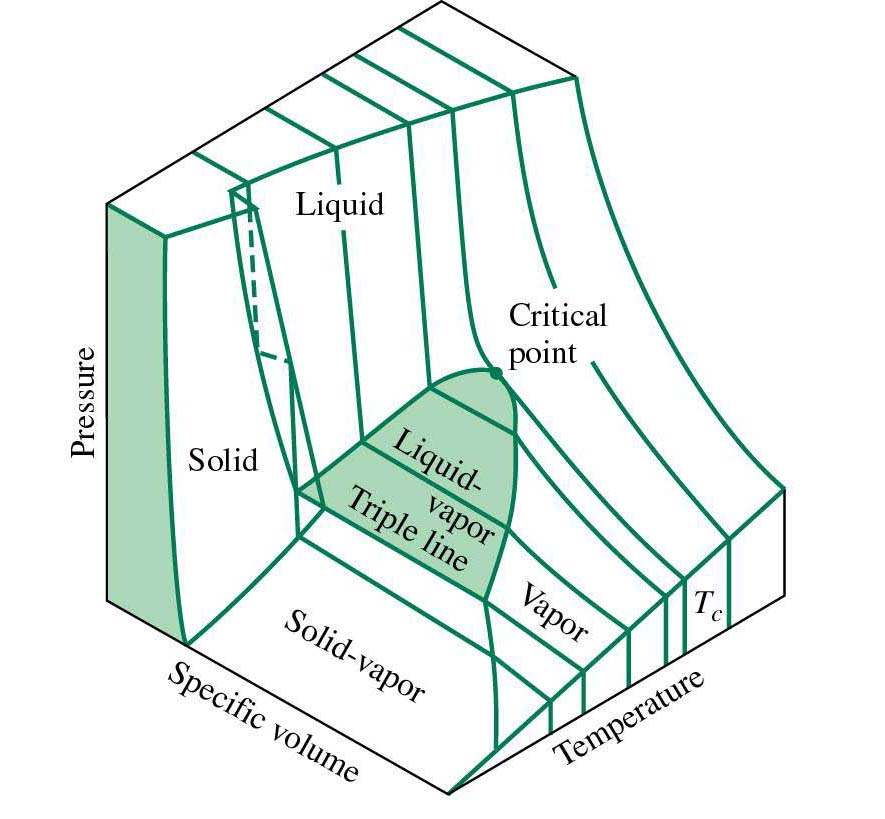 Liquid
Critical
point
Pressure
Solid
Liquid-
vapor
Triple line
Vapor
T_c
Solid-vapor
Specific volume
Temperature